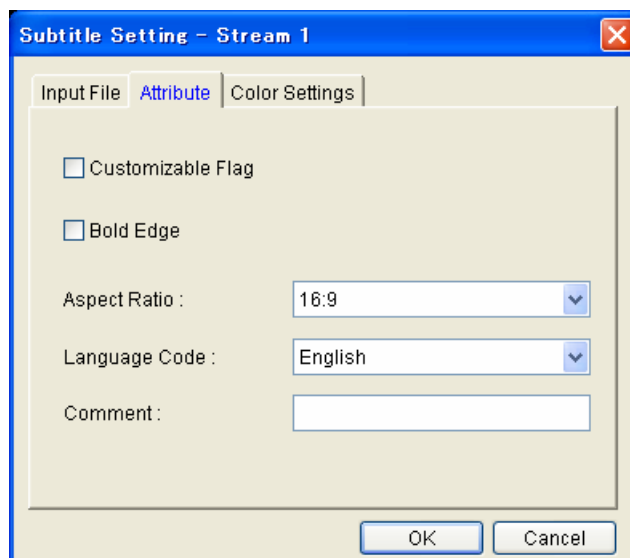 Subtitle Setting - Stream 1
Input File Attribute Color Settings
Customizable Flag
Bold Edge
Aspect Ratio : 16:9
Language Code : English
Comment :
OK Cancel